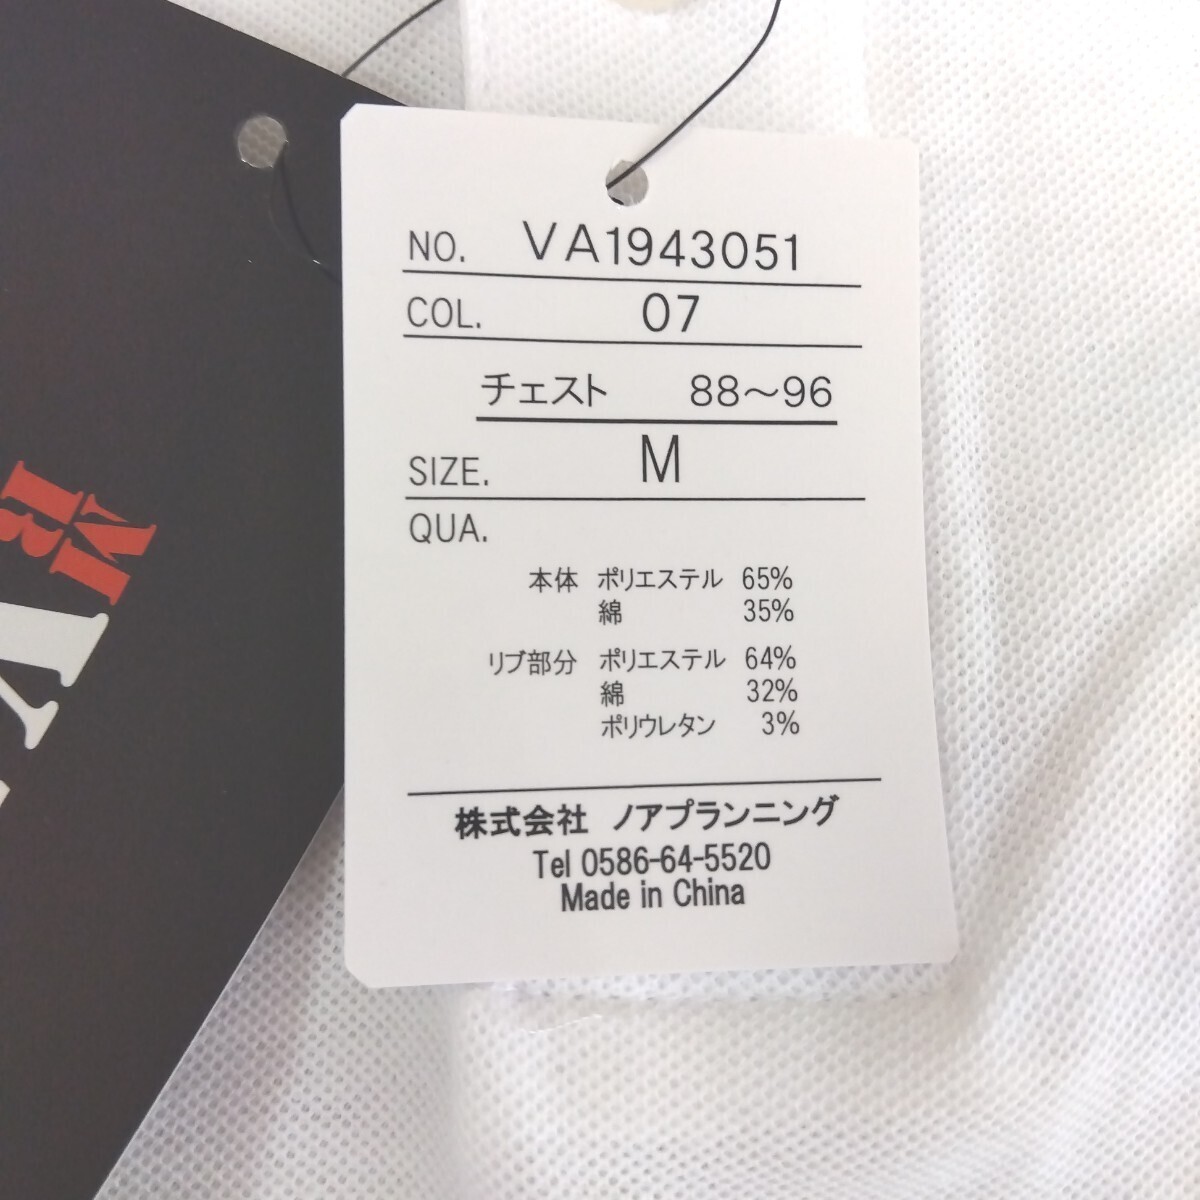 NO. VA1943051
COL. 07
チェスト 88～96
SIZE. M
QUA.
本体 ポリエステル 65%
綿 35%
リブ部分 ポリエステル 64%
綿 32%
ポリウレタン 3%
株式会社 ノアプランニング
Tel 0586-64-5520
Made in China